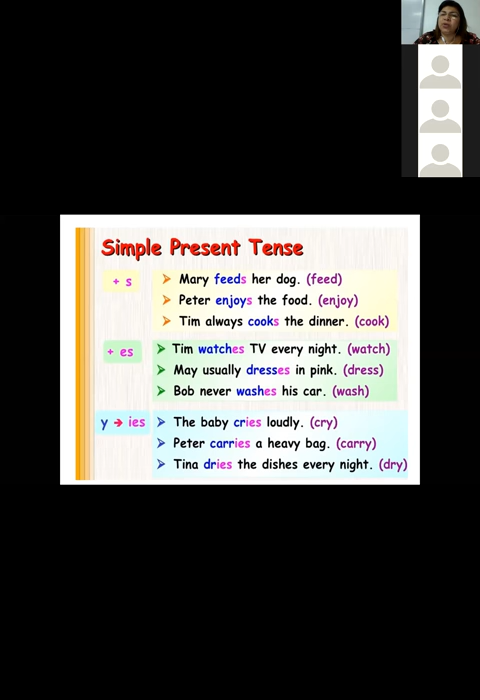 Simple Present Tense
+ s
Mary feeds her dog. (feed)
Peter enjoys the food. (enjoy)
Tim always cooks the dinner. (cook)
+ es
Tim watches TV every night. (watch)
May usually dresses in pink. (dress)
Bob never washes his car. (wash)
y → ies
The baby cries loudly. (cry)
Peter carries a heavy bag. (carry)
Tina dries the dishes every night. (dry)